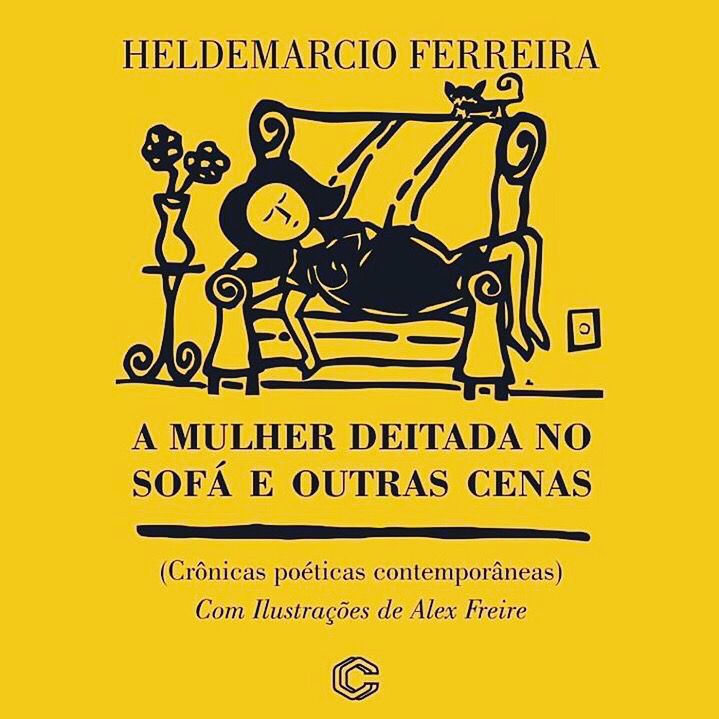 HELDEMARCIO FERREIRA
A MULHER DEITADA NO
SOFÁ E OUTRAS CENAS
(Crônicas poéticas contemporâneas)
Com Ilustrações de Alex Freire